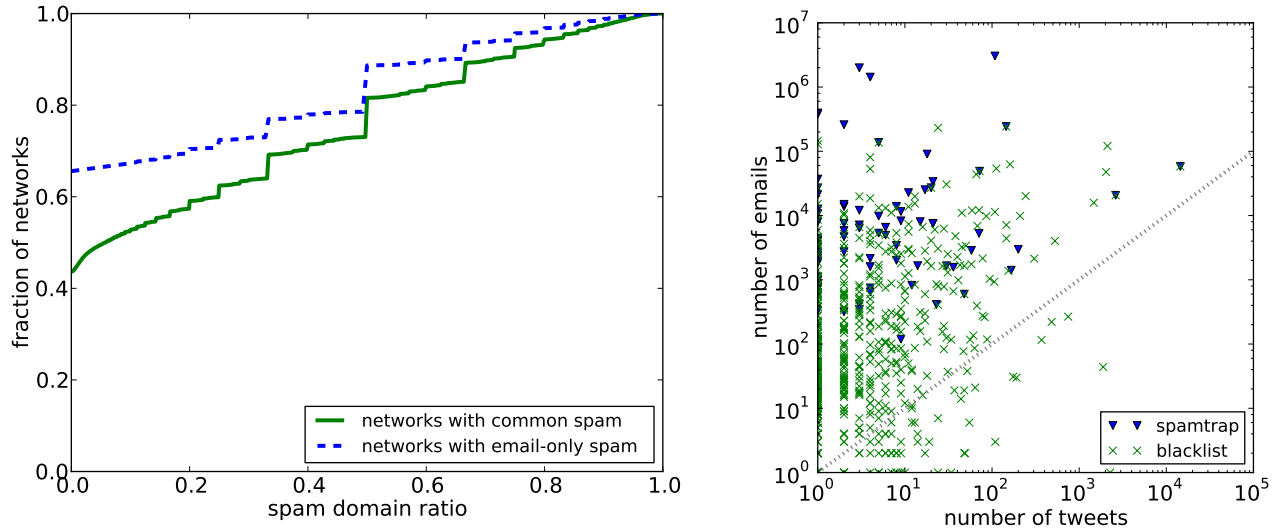 1.0
0.8
0.6
0.4
0.2
0.0
fraction of networks
0.0 0.2 0.4 0.6 0.8 1.0
spam domain ratio
networks with common spam
networks with email-only spam
10^7
10^6
10^5
10^4
10^3
10^2
10^1
10^0
number of emails
10^0 10^1 10^2 10^3 10^4 10^5
number of tweets
spamtrap
blacklist